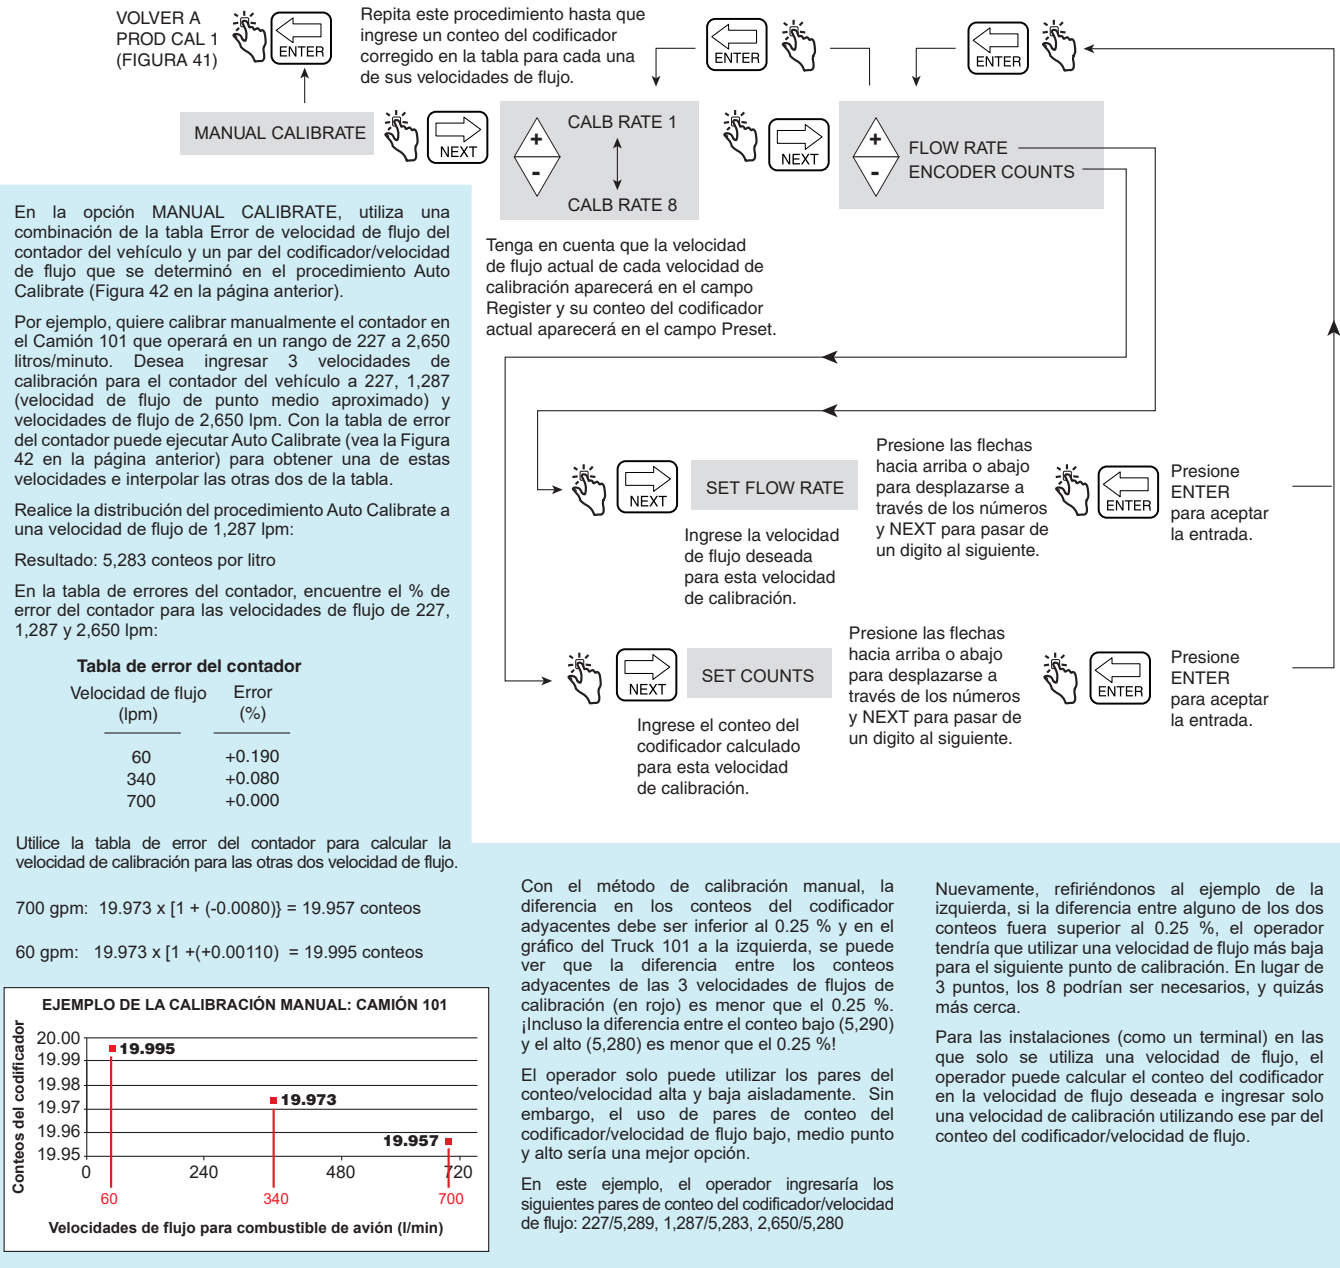 VOLVER A
PROD CAL 1
(FIGURA 41)
ENTER
Repita este procedimiento hasta que
ingrese un conteo del codificador
corregido en la tabla para cada una
de sus velocidades de flujo.
ENTER
ENTER
MANUAL CALIBRATE
NEXT
+
-
CALB RATE 1
CALB RATE 8
NEXT
+
-
FLOW RATE
ENCODER COUNTS
Tenga en cuenta que la velocidad
de flujo actual de cada velocidad de
calibración aparecerá en el campo
Register y su conteo del codificador
actual aparecerá en el campo Preset.
NEXT
SET FLOW RATE
Ingrese la velocidad
de flujo deseada
para esta velocidad
de calibración.
Presione las flechas
hacia arriba o abajo
para desplazarse a
través de los números
y NEXT para pasar de
un digito al siguiente.
ENTER
Presione
ENTER
para aceptar
la entrada.
NEXT
SET COUNTS
Ingrese el conteo del
codificador calculado
para esta velocidad
de calibración.
Presione las flechas
hacia arriba o abajo
para desplazarse a
través de los números
y NEXT para pasar de
un digito al siguiente.
ENTER
Presione
ENTER
para aceptar
la entrada.
En la opción MANUAL CALIBRATE, utiliza una
combinación de la tabla Error de velocidad de flujo del
contador del vehículo y un par del codificador/velocidad
de flujo que se determinó en el procedimiento Auto
Calibrate (Figura 42 en la página anterior).
Por ejemplo, quiere calibrar manualmente el contador en
el Camión 101 que operará en un rango de 227 a 2,650
litros/minuto. Desea ingresar 3 velocidades de
calibración para el contador del vehículo a 227, 1,287
(velocidad de flujo de punto medio aproximado) y
velocidades de flujo de 2,650 lpm. Con la tabla de error
del contador puede ejecutar Auto Calibrate (vea la Figura
42 en la página anterior) para obtener una de estas
velocidades e interpolar las otras dos de la tabla.
Realice la distribución del procedimiento Auto Calibrate a
una velocidad de flujo de 1,287 lpm:
Resultado: 5,283 conteos por litro
En la tabla de errores del contador, encuentre el % de
error del contador para las velocidades de flujo de 227,
1,287 y 2,650 lpm:
Tabla de error del contador
Velocidad de flujo Error
(lpm) (%)
60 +0.190
340 +0.080
700 +0.000
Utilice la tabla de error del contador para calcular la
velocidad de calibración para las otras dos velocidad de flujo.
700 gpm: 19.973 x [1 + (-0.0080)} = 19.957 conteos
60 gpm: 19.973 x [1 +(+0.00110) = 19.995 conteos
EJEMPLO DE LA CALIBRACIÓN MANUAL: CAMIÓN 101
Conteos del codificador
20.00
19.99
19.98
19.97
19.96
19.95
19.995
19.973
19.957
0 240 480 720
60 340 700
Velocidades de flujo para combustible de avión (l/min)
Con el método de calibración manual, la
diferencia en los conteos del codificador
adyacentes debe ser inferior al 0.25 % y en el
gráfico del Truck 101 a la izquierda, se puede
ver que la diferencia entre los conteos
adyacentes de las 3 velocidades de flujos de
calibración (en rojo) es menor que el 0.25 %.
¡Incluso la diferencia entre el conteo bajo (5,290)
y el alto (5,280) es menor que el 0.25 %!
El operador solo puede utilizar los pares del
conteo/velocidad alta y baja aisladamente. Sin
embargo, el uso de pares de conteo del
codificador/velocidad de flujo bajo, medio punto
y alto sería una mejor opción.
En este ejemplo, el operador ingresaría los
siguientes pares de conteo del codificador/velocidad
de flujo: 227/5,289, 1,287/5,283, 2,650/5,280
Nuevamente, refiriéndonos al ejemplo de la
izquierda, si la diferencia entre alguno de los dos
conteos fuera superior al 0.25 %, el operador
tendría que utilizar una velocidad de flujo más baja
para el siguiente punto de calibración. En lugar de
3 puntos, los 8 podrían ser necesarios, y quizás
más cerca.
Para las instalaciones (como un terminal) en las
que solo se utiliza una velocidad de flujo, el
operador puede calcular el conteo del codificador
en la velocidad de flujo deseada e ingresar solo
una velocidad de calibración utilizando ese par del
conteo del codificador/velocidad de flujo.